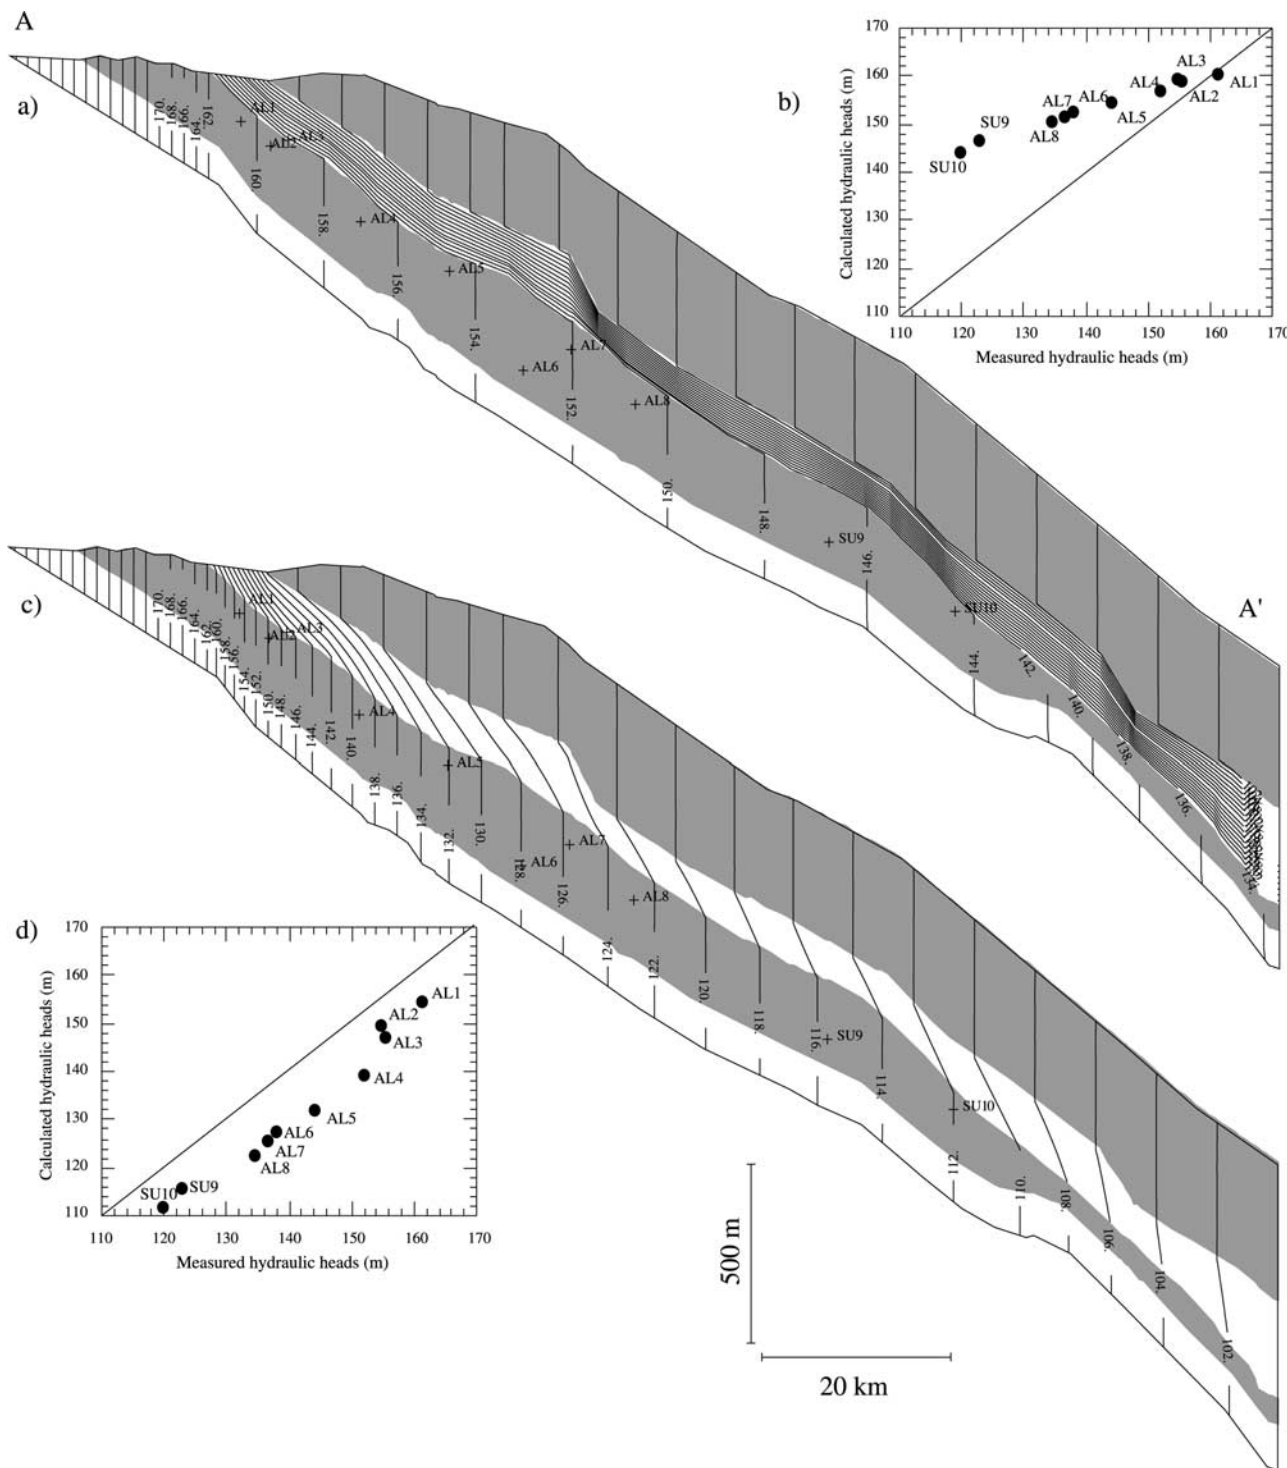 A
a)
170.
168.
166.
164.
162.
160.
158.
156.
154.
152.
150.
148.
146.
144.
142.
140.
138.
136.
134.
AL1
AL2
AL3
AL4
AL5
AL6
AL7
AL8
SU9
SU10
A'
b)
Calculated hydraulic heads (m)
170
160
150
140
130
120
110
110 120 130 140 150 160 170
Measured hydraulic heads (m)
AL3
AL4
AL1
AL2
AL7
AL6
AL5
AL8
SU9
SU10
c)
170.
168.
166.
164.
162.
160.
158.
156.
154.
152.
150.
148.
146.
144.
142.
140.
138.
136.
134.
132.
130.
128.
126.
124.
122.
120.
118.
116.
114.
112.
110.
108.
106.
104.
102.
AL1
AL2
AL3
AL4
AL5
AL6
AL7
AL8
SU9
SU10
d)
Calculated hydraulic heads (m)
170
160
150
140
130
120
110
110 120 130 140 150 160 170
Measured hydraulic heads (m)
AL1
AL2
AL3
AL4
AL5
AL6
AL7
AL8
SU10
SU9
500 m
20 km